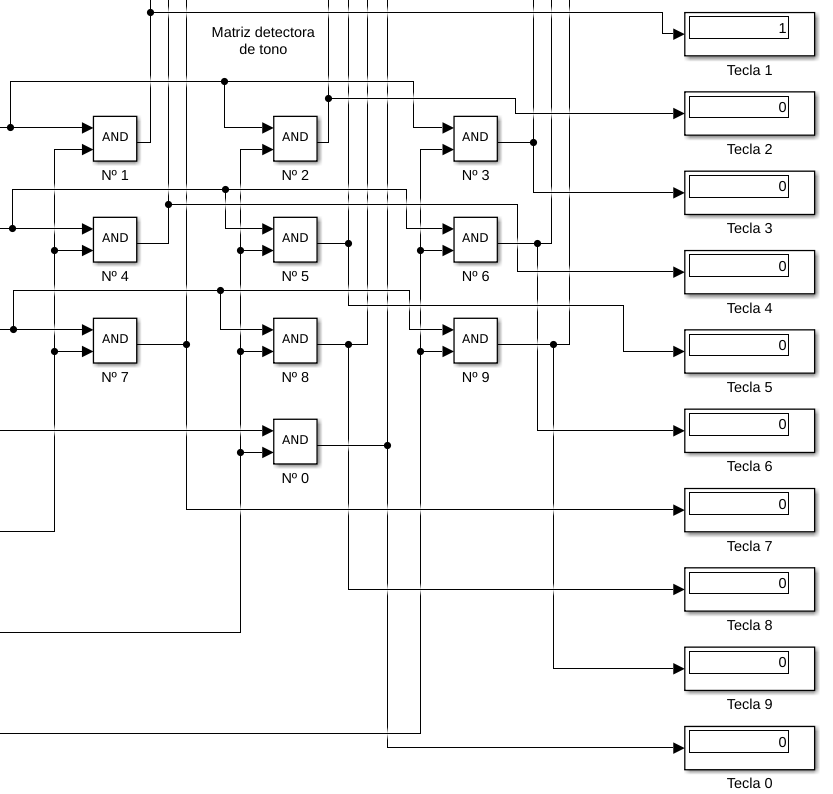 1
Tecla 1
Matriz detectora
de tono
0
Tecla 2
AND
Nº 1
AND
Nº 2
AND
Nº 3
0
Tecla 3
AND
Nº 4
AND
Nº 5
AND
Nº 6
0
Tecla 4
AND
Nº 7
AND
Nº 8
AND
Nº 9
0
Tecla 5
AND
Nº 0
0
Tecla 6
0
Tecla 7
0
Tecla 8
0
Tecla 9
0
Tecla 0